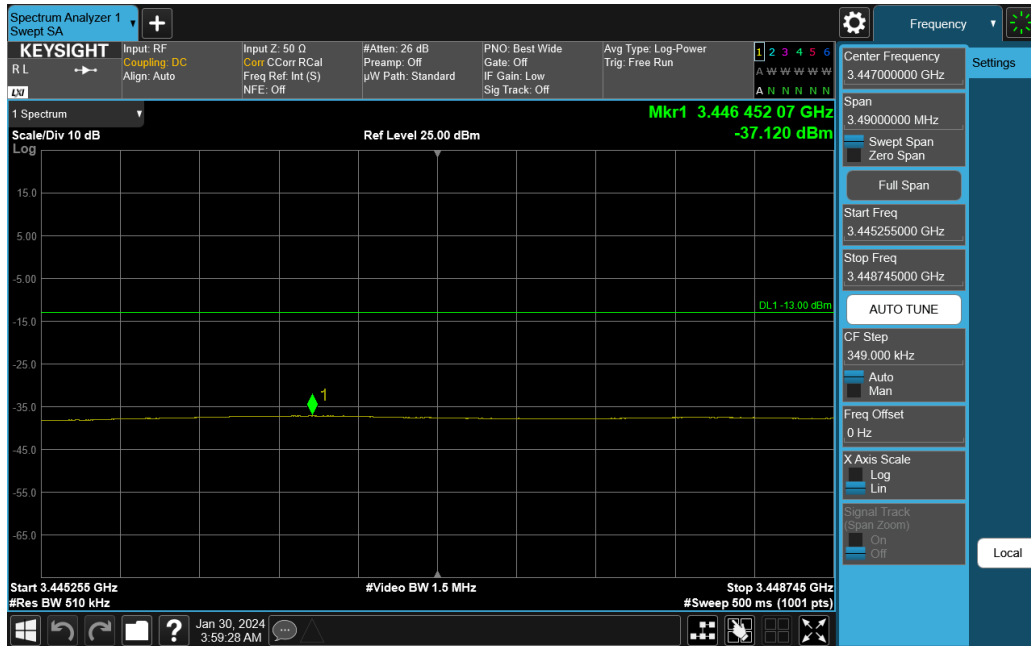 Spectrum Analyzer 1
Swept SA
+
Frequency
KEYSIGHT
R L
LXI
Input: RF
Coupling: DC
Align: Auto
Input Z: 50 Ω
Corr CCorr RCal
Freq Ref: Int (S)
NFE: Off
#Atten: 26 dB
Preamp: Off
µW Path: Standard
PNO: Best Wide
Gate: Off
IF Gain: Low
Sig Track: Off
Avg Type: Log-Power
Trig: Free Run
1 2 3 4 5 6
A W W W W W
A N N N N N
1 Spectrum
Scale/Div 10 dB
Log
Ref Level 25.00 dBm
Mkr1 3.446 452 07 GHz
-37.120 dBm
15.0
5.00
-5.00
-15.0
-25.0
-35.0
-45.0
-55.0
-65.0
DL1 -13.00 dBm
1
Start 3.445255 GHz
#Res BW 510 kHz
#Video BW 1.5 MHz
Stop 3.448745 GHz
#Sweep 500 ms (1001 pts)
?
Jan 30, 2024
3:59:28 AM
Center Frequency
3.447000000 GHz
Settings
Span
3.49000000 MHz
Swept Span
Zero Span
Full Span
Start Freq
3.445255000 GHz
Stop Freq
3.448745000 GHz
AUTO TUNE
CF Step
349.000 kHz
Auto
Man
Freq Offset
0 Hz
X Axis Scale
Log
Lin
Signal Track
(Span Zoom)
On
Off
Local